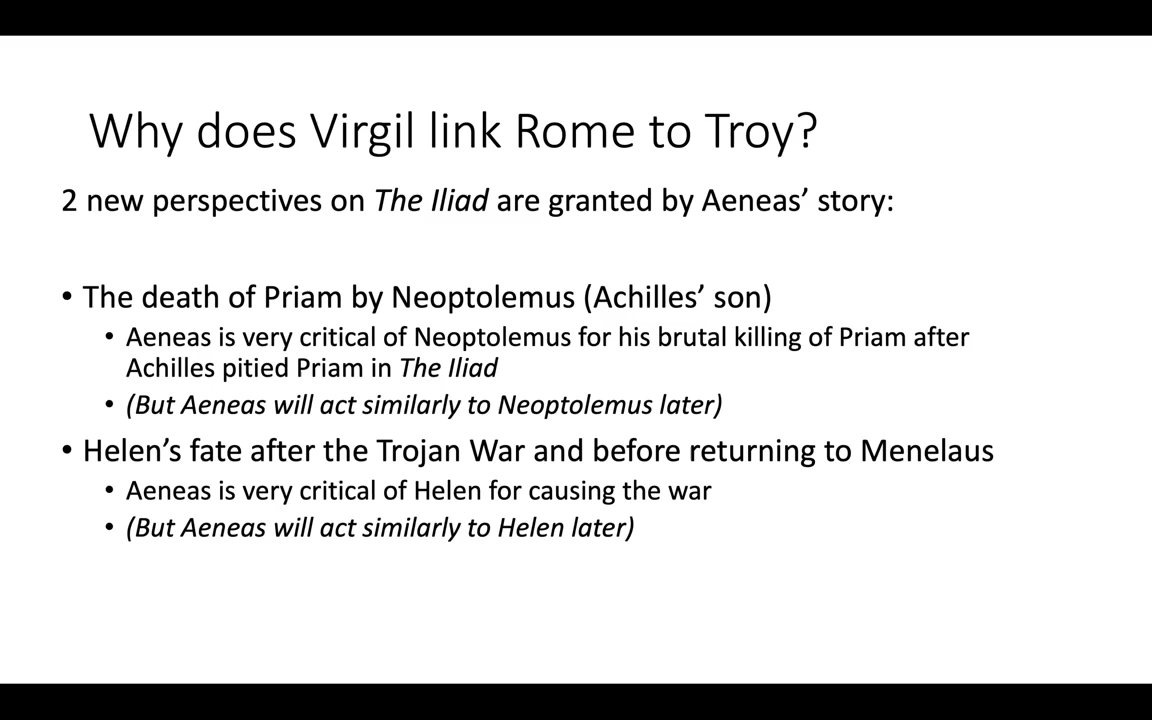 Why does Virgil link Rome to Troy?
2 new perspectives on The Iliad are granted by Aeneas’ story:
• The death of Priam by Neoptolemus (Achilles’ son)
• Aeneas is very critical of Neoptolemus for his brutal killing of Priam after
Achilles pitied Priam in The Iliad
• (But Aeneas will act similarly to Neoptolemus later)
• Helen’s fate after the Trojan War and before returning to Menelaus
• Aeneas is very critical of Helen for causing the war
• (But Aeneas will act similarly to Helen later)